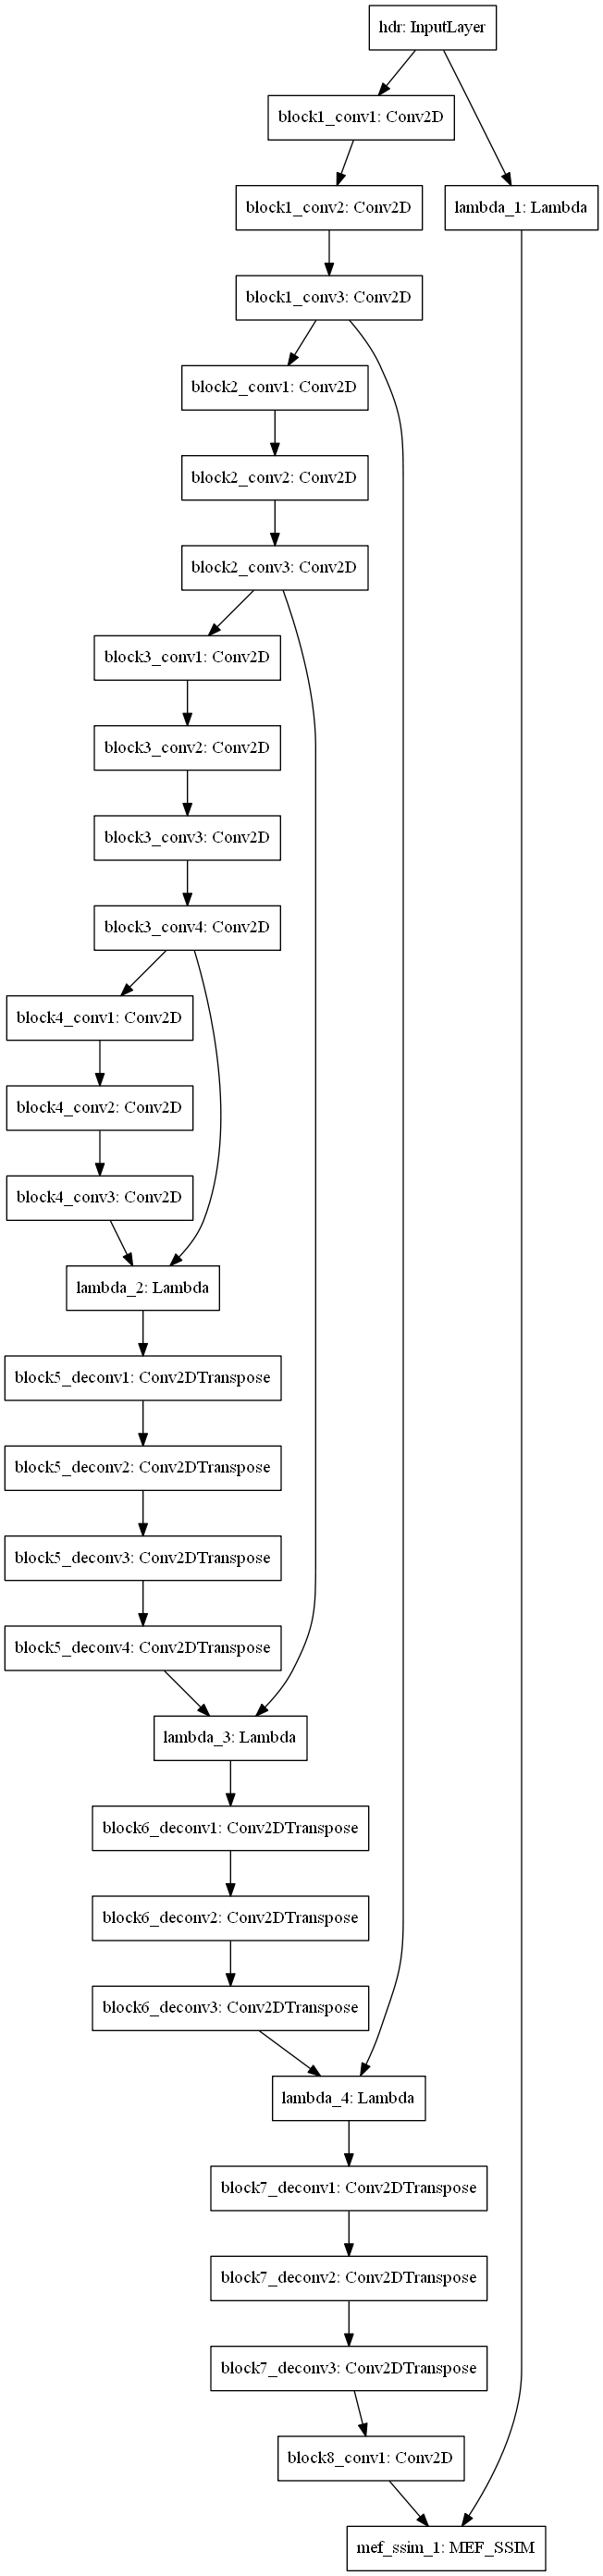 hdr: InputLayer
block1_conv1: Conv2D
block1_conv2: Conv2D
lambda_1: Lambda
block1_conv3: Conv2D
block2_conv1: Conv2D
block2_conv2: Conv2D
block2_conv3: Conv2D
block3_conv1: Conv2D
block3_conv2: Conv2D
block3_conv3: Conv2D
block3_conv4: Conv2D
block4_conv1: Conv2D
block4_conv2: Conv2D
block4_conv3: Conv2D
lambda_2: Lambda
block5_deconv1: Conv2DTranspose
block5_deconv2: Conv2DTranspose
block5_deconv3: Conv2DTranspose
block5_deconv4: Conv2DTranspose
lambda_3: Lambda
block6_deconv1: Conv2DTranspose
block6_deconv2: Conv2DTranspose
block6_deconv3: Conv2DTranspose
lambda_4: Lambda
block7_deconv1: Conv2DTranspose
block7_deconv2: Conv2DTranspose
block7_deconv3: Conv2DTranspose
block8_conv1: Conv2D
mef_ssim_1: MEF_SSIM